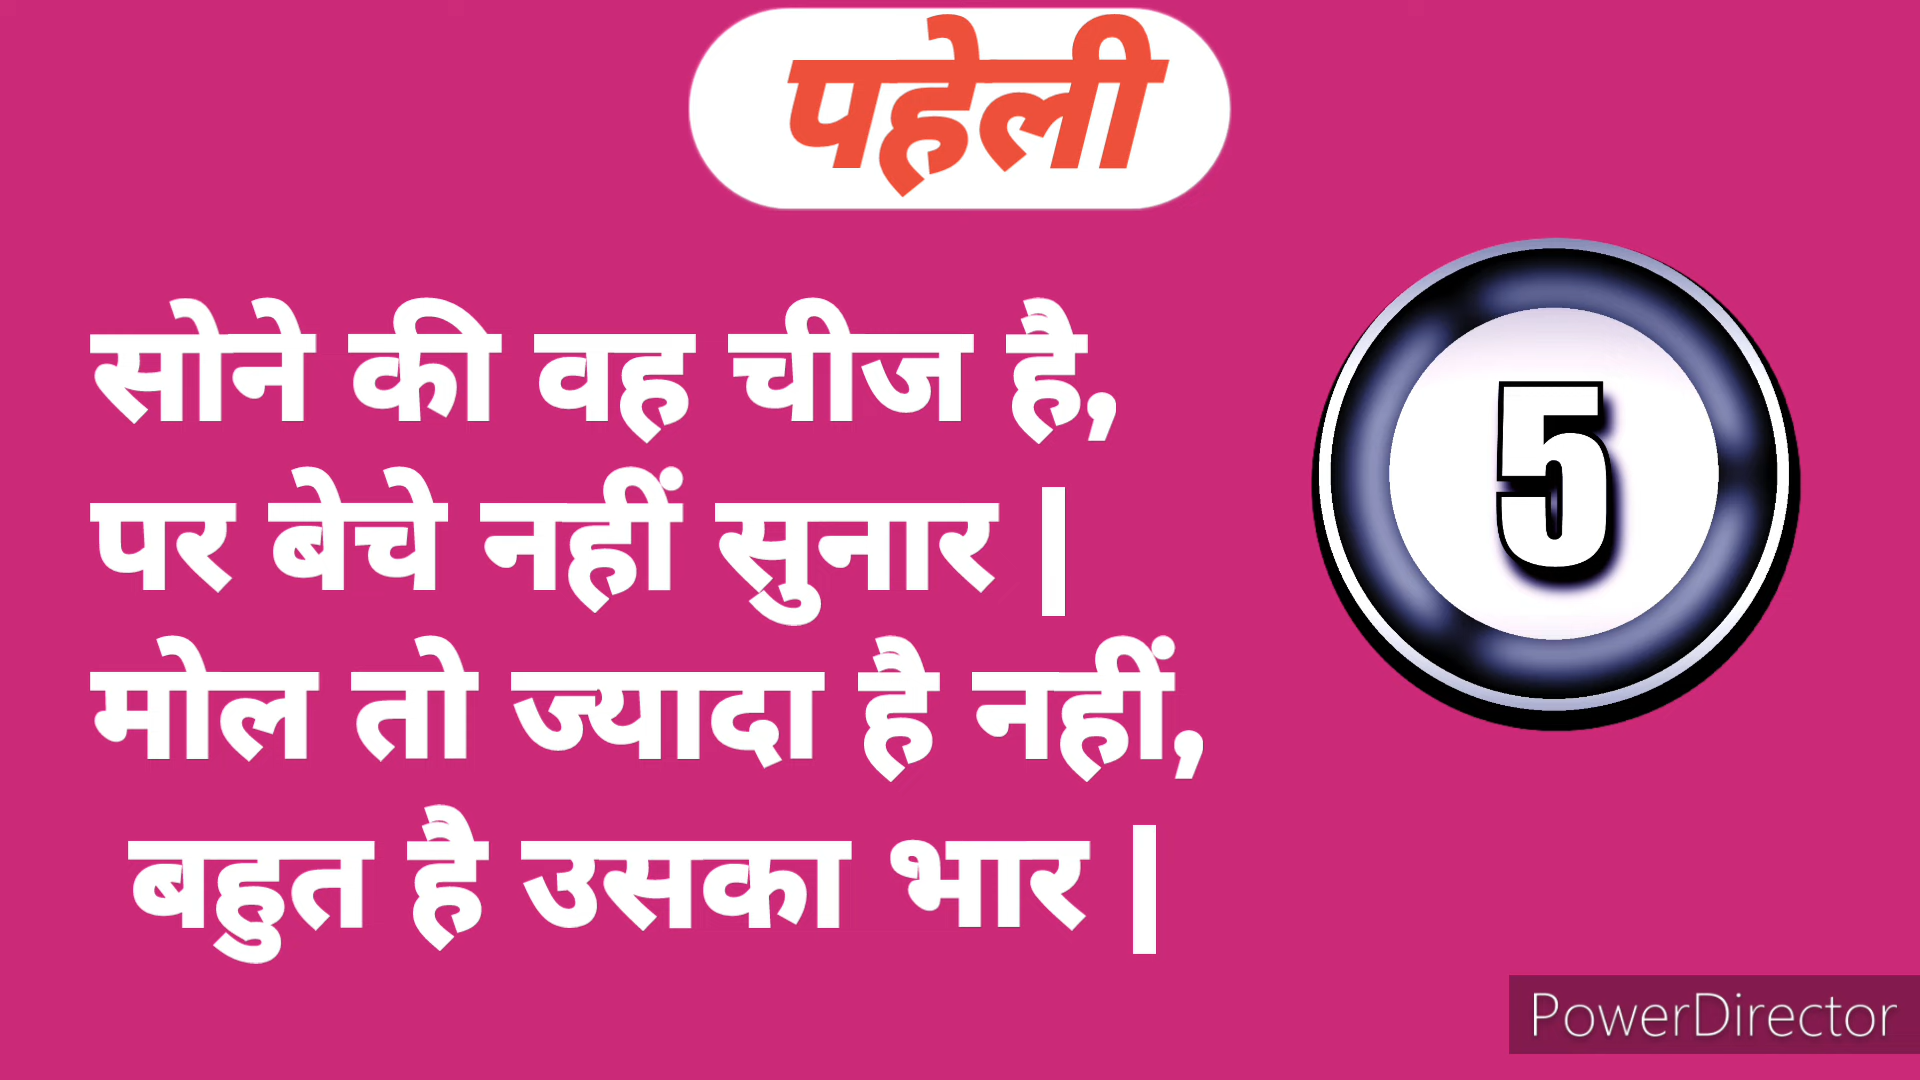 पहेली
सोने की वह चीज है,
पर बेचे नहीं सुनार |
मोल तो ज्यादा है नहीं,
बहुत है उसका भार |
5
PowerDirector